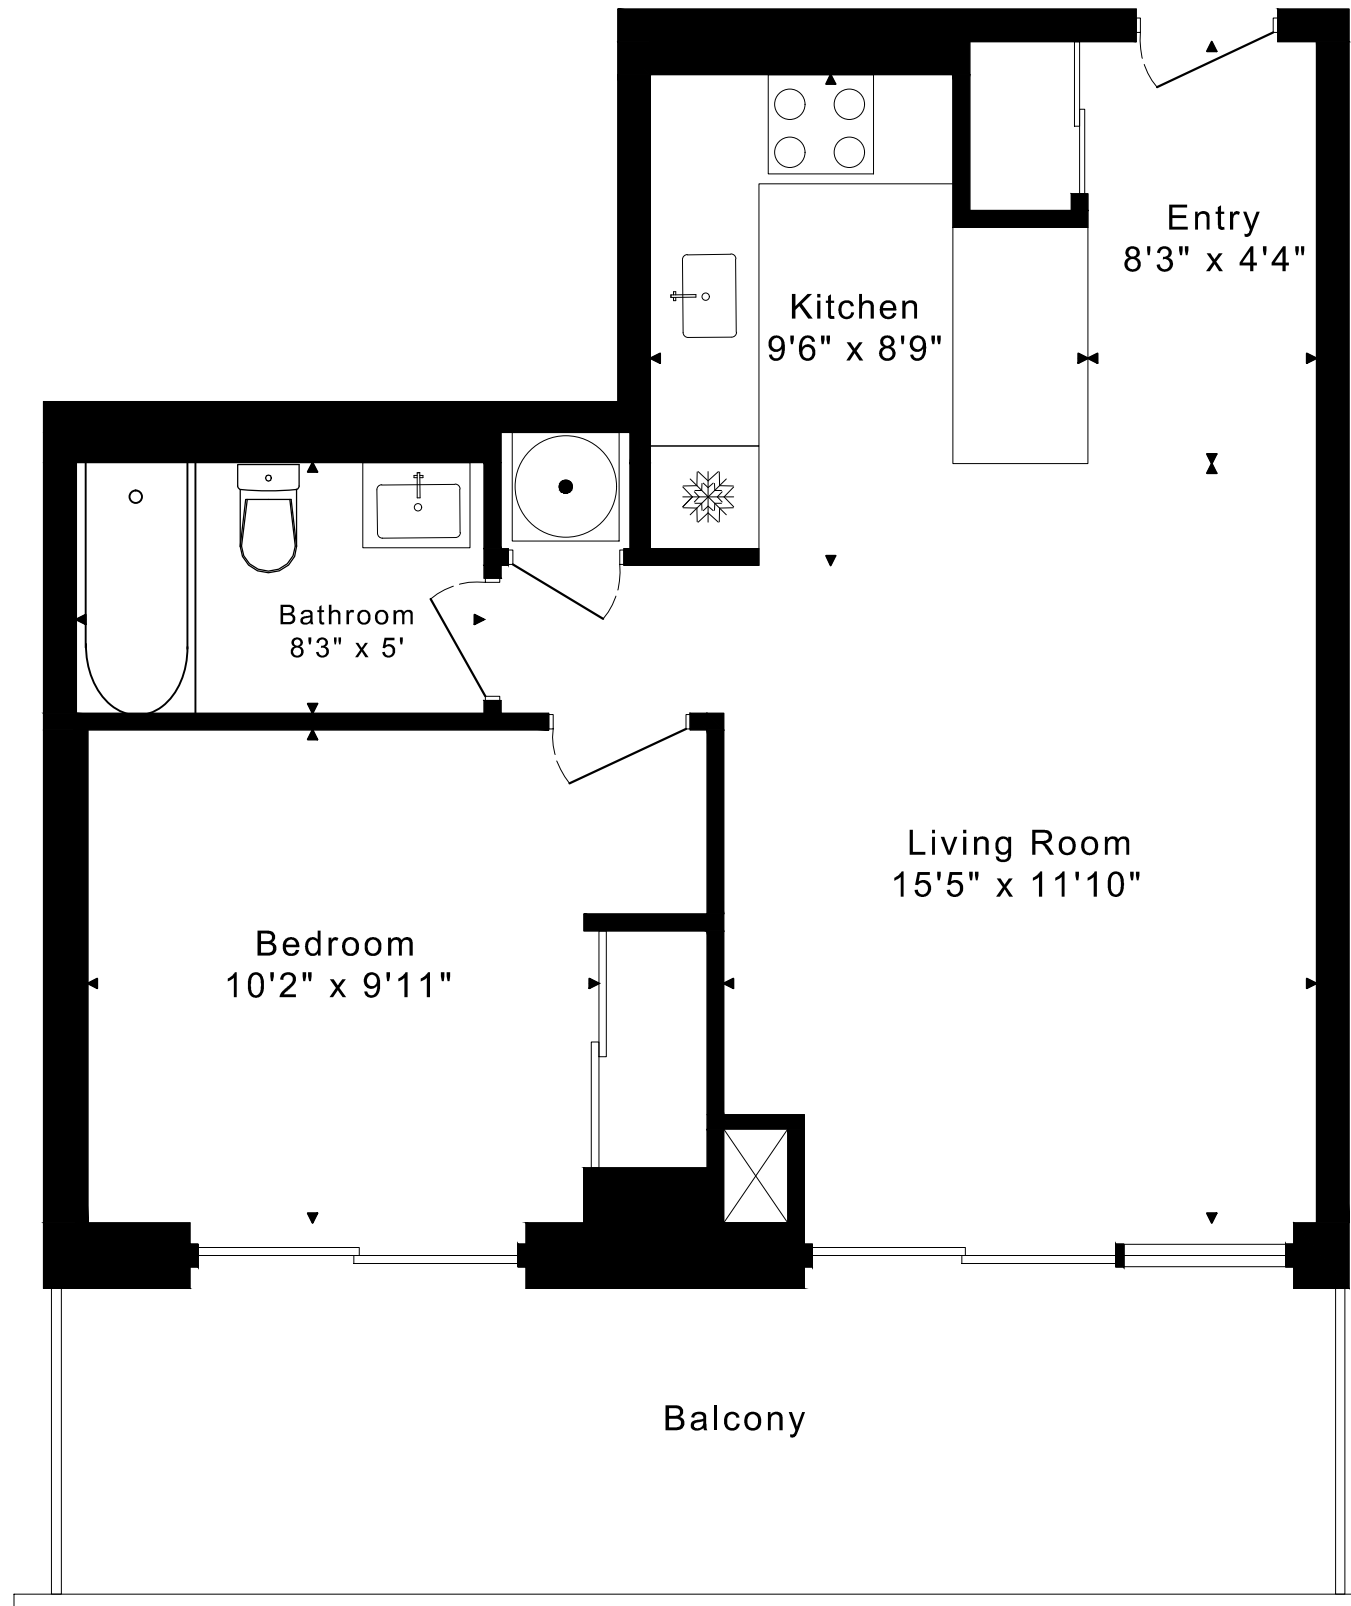 Entry
8'3" x 4'4"
Kitchen
9'6" x 8'9"
Bathroom
8'3" x 5'
Living Room
15'5" x 11'10"
Bedroom
10'2" x 9'11"
Balcony